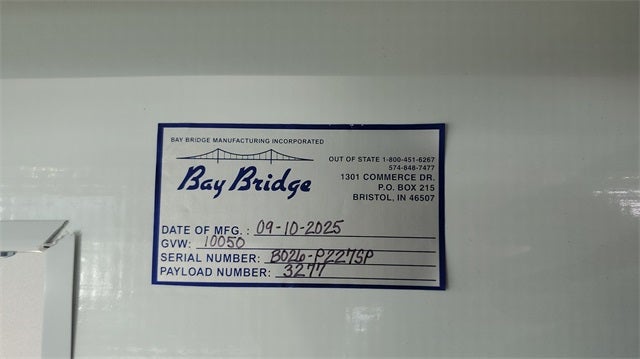 BAY BRIDGE MANUFACTURING INCORPORATED
Bay Bridge
OUT OF STATE 1-800-451-6267
574-848-7477
1301 COMMERCE DR.
P.O. BOX 215
BRISTOL, IN 46507
DATE OF MFG. : 09-10-2025
GVW: 10050
SERIAL NUMBER: BO26-P227SP
PAYLOAD NUMBER: 3277